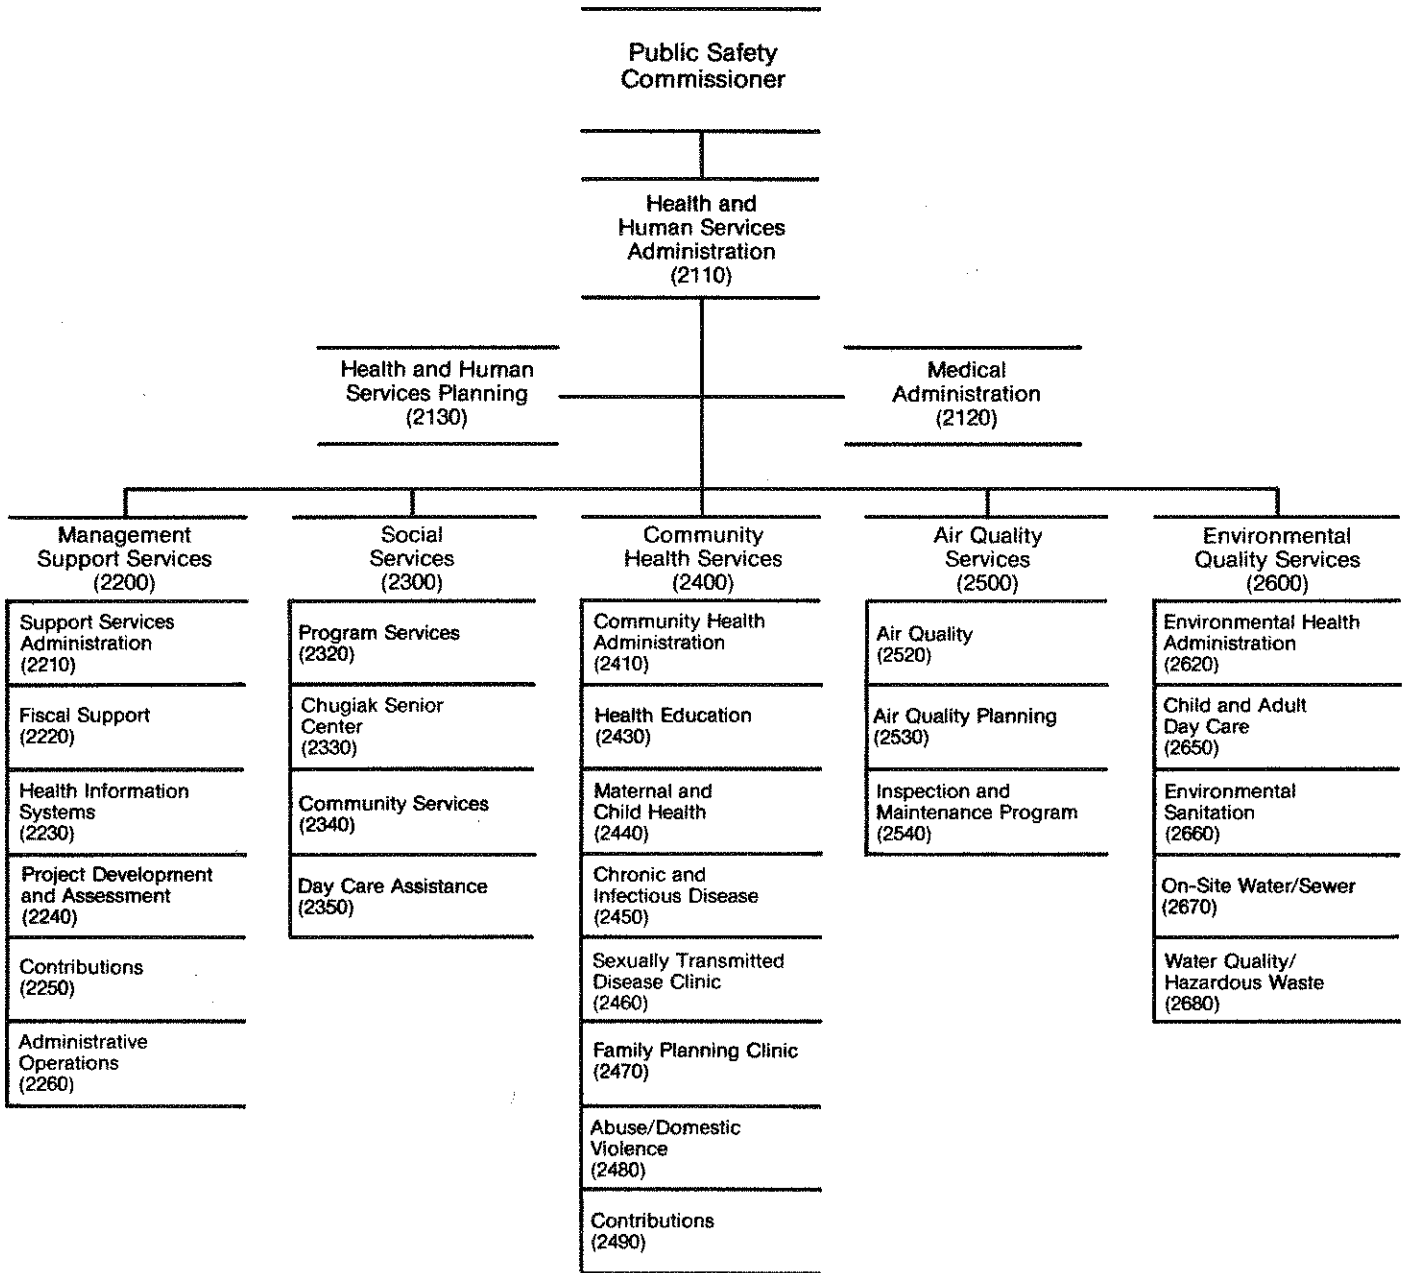 Public Safety
Commissioner
Health and
Human Services
Administration
(2110)
Health and Human
Services Planning
(2130)
Medical
Administration
(2120)
Management
Support Services
(2200)
Support Services
Administration
(2210)
Fiscal Support
(2220)
Health Information
Systems
(2230)
Project Development
and Assessment
(2240)
Contributions
(2250)
Administrative
Operations
(2260)
Social
Services
(2300)
Program Services
(2320)
Chugiak Senior
Center
(2330)
Community Services
(2340)
Day Care Assistance
(2350)
Community
Health Services
(2400)
Community Health
Administration
(2410)
Health Education
(2430)
Maternal and
Child Health
(2440)
Chronic and
Infectious Disease
(2450)
Sexually Transmitted
Disease Clinic
(2460)
Family Planning Clinic
(2470)
Abuse/Domestic
Violence
(2480)
Contributions
(2490)
Air Quality
Services
(2500)
Air Quality
(2520)
Air Quality Planning
(2530)
Inspection and
Maintenance Program
(2540)
Environmental
Quality Services
(2600)
Environmental Health
Administration
(2620)
Child and Adult
Day Care
(2650)
Environmental
Sanitation
(2660)
On-Site Water/Sewer
(2670)
Water Quality/
Hazardous Waste
(2680)